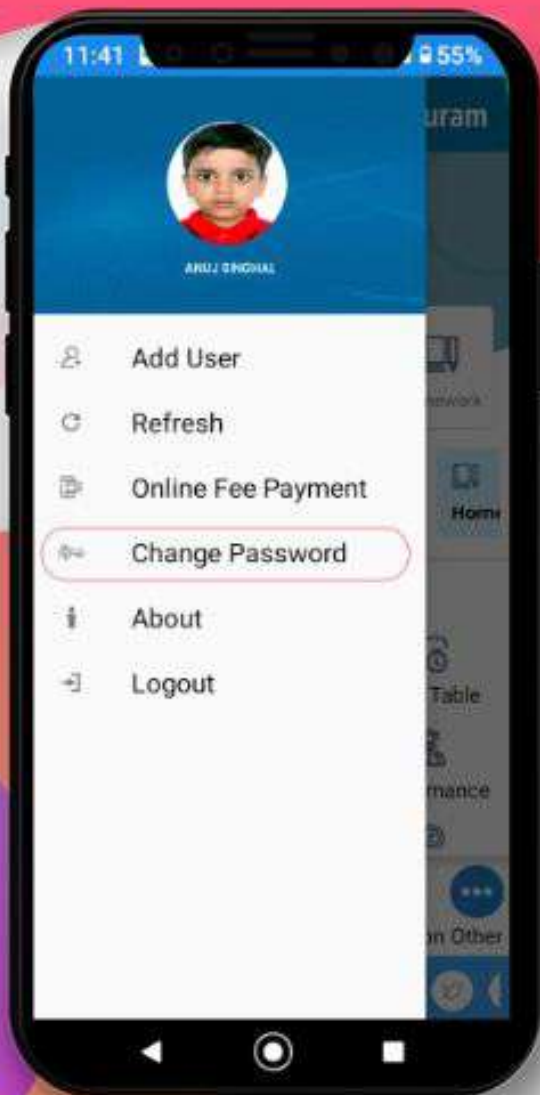 11:41
55%
uram
ANUJ SINGHAL
Add User
Refresh
Online Fee Payment
Home
Change Password
About
Logout
Table
rmance
on Other